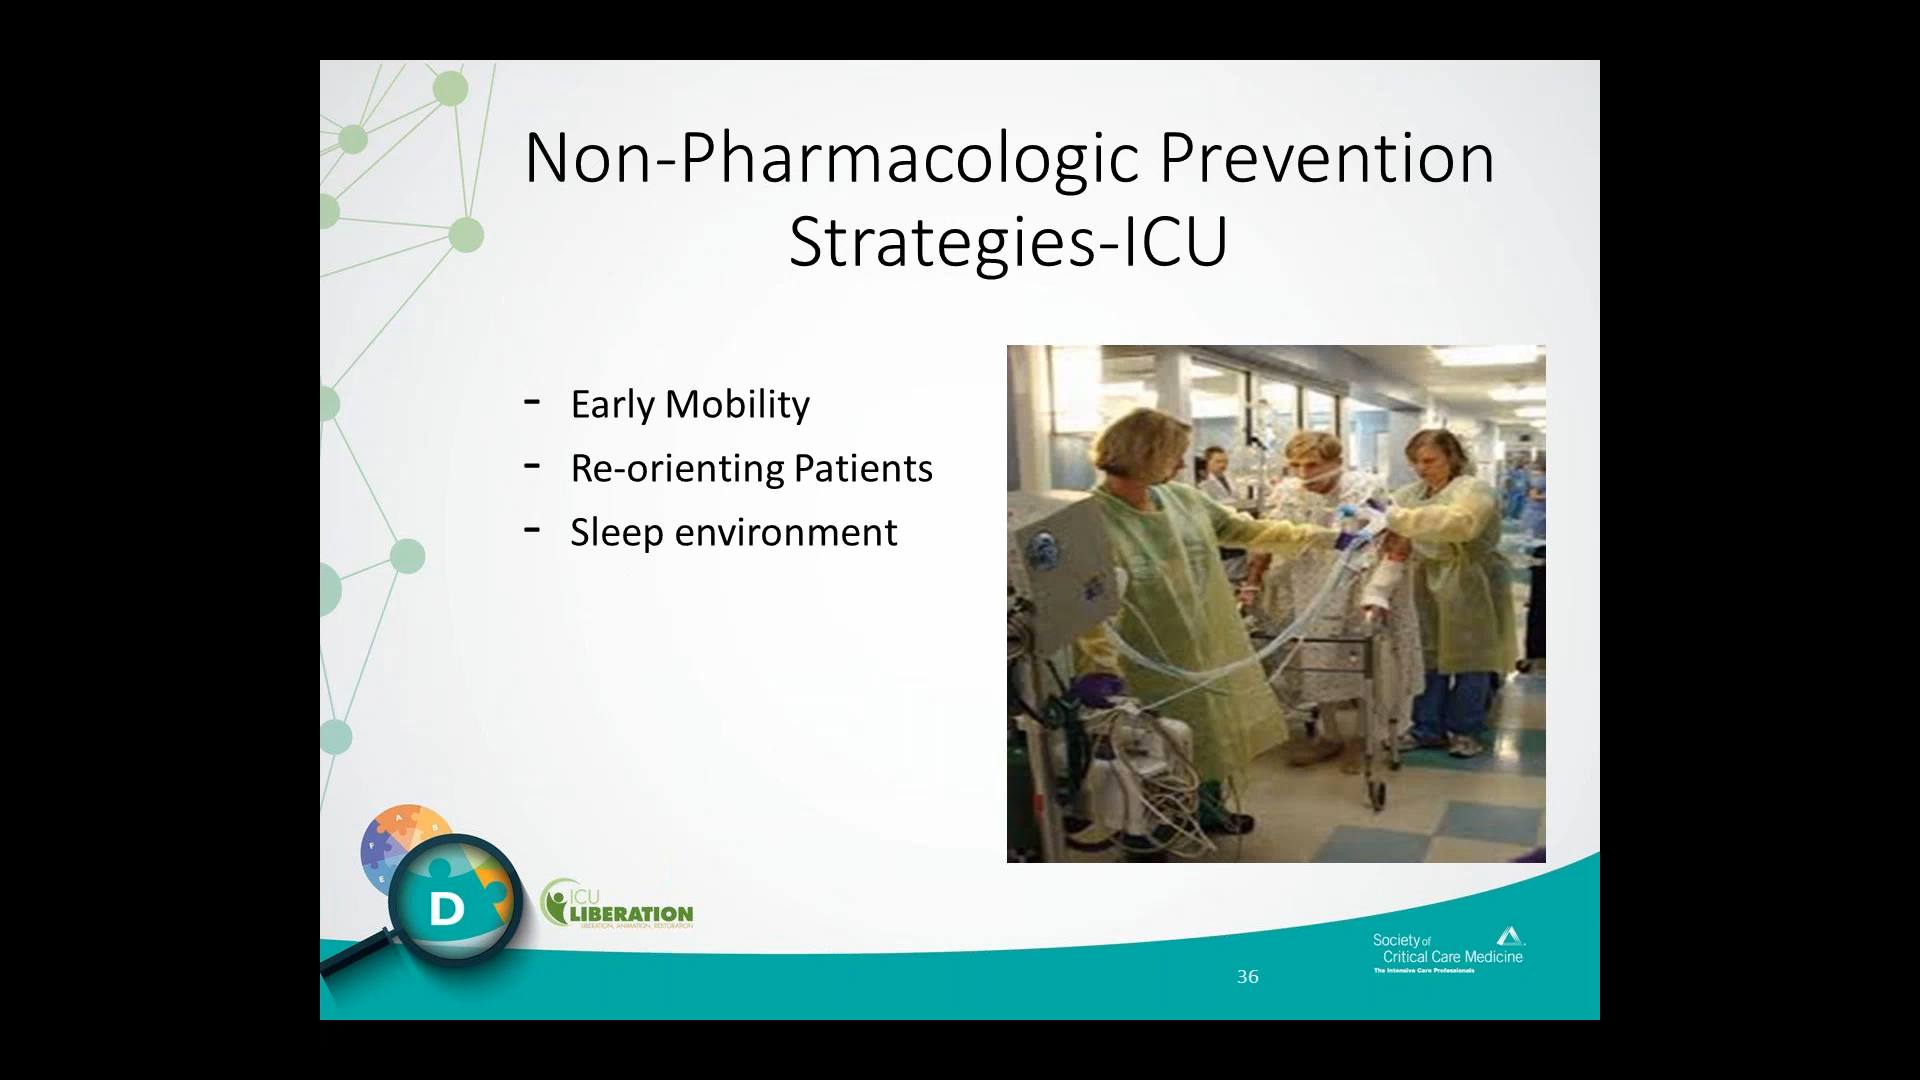 Non-Pharmacologic Prevention
Strategies-ICU
- Early Mobility
- Re-orienting Patients
- Sleep environment
A
B
F
E
D
ICU
LIBERATION
LIBERATION, ANIMATION, RESTORATION
36
Society of
Critical Care Medicine
The Intensive Care Professionals